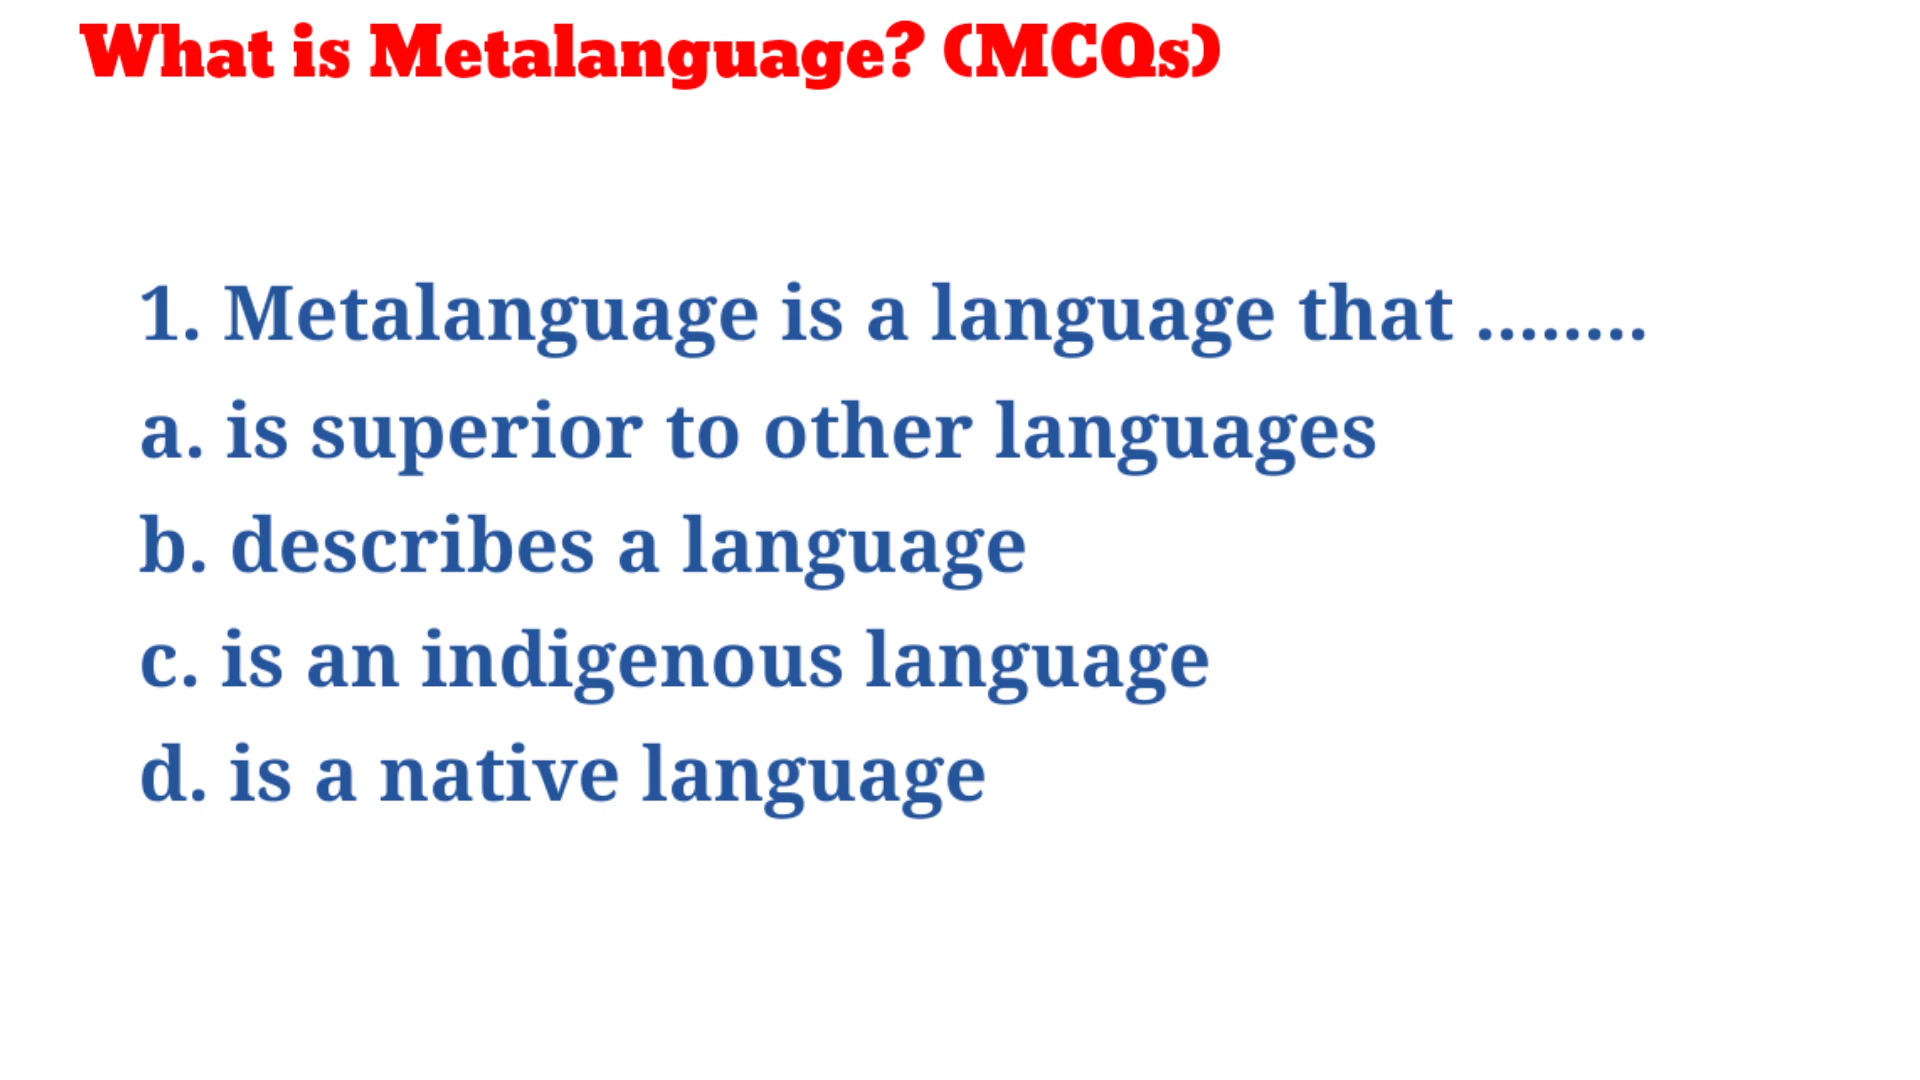 What is Metalanguage? (MCQs)
1. Metalanguage is a language that ........
a. is superior to other languages
b. describes a language
c. is an indigenous language
d. is a native language